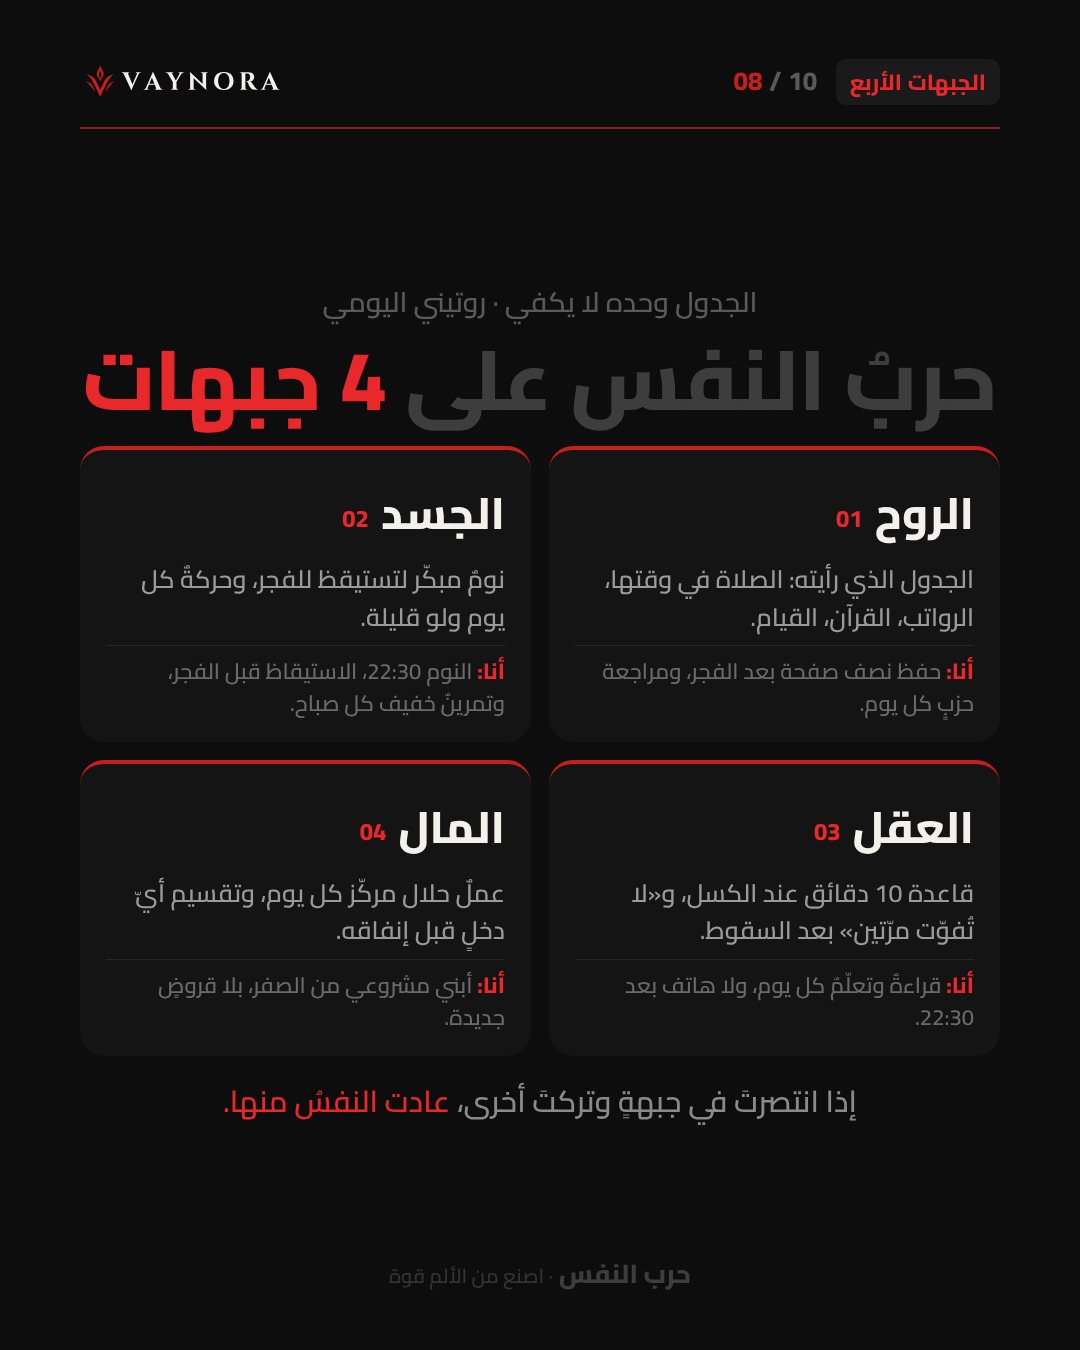 VAYNORA
الجبهات الأربع
08 / 10
الجدول وحده لا يكفي · روتيني اليومي
حربُ النفس على 4 جبهات
الروح 01
الجدول الذي رأيته: الصلاة في وقتها،
الرواتب، القرآن، القيام.
أنا: حفظ نصف صفحة بعد الفجر، ومراجعة
حزبٍ كل يوم.
الجسد 02
نومٌ مبكّر لتستيقظ للفجر، وحركةٌ كل
يوم ولو قليلة.
أنا: النوم 22:30، الاستيقاظ قبل الفجر،
وتمرينٌ خفيف كل صباح.
العقل 03
قاعدة 10 دقائق عند الكسل، و«لا
تُفوّت مرّتين» بعد السقوط.
أنا: قراءةٌ وتعلّمٌ كل يوم، ولا هاتف بعد
22:30.
المال 04
عملٌ حلال مركّز كل يوم، وتقسيم أيّ
دخلٍ قبل إنفاقه.
أنا: أبني مشروعي من الصفر، بلا قروضٍ
جديدة.
إذا انتصرتَ في جبهةٍ وتركتَ أخرى، عادت النفسُ منها.
حرب النفس · اصنع من الألم قوة